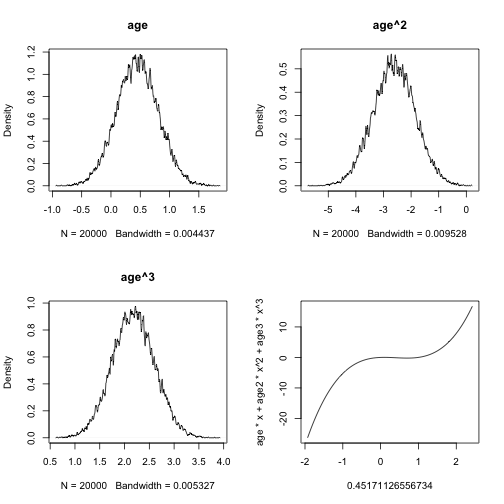 age
age^2
Density
1.2
1.0
0.8
0.6
0.4
0.2
0.0
-1.0 -0.5 0.0 0.5 1.0 1.5
N = 20000 Bandwidth = 0.004437
Density
0.5
0.4
0.3
0.2
0.1
0.0
-5 -4 -3 -2 -1 0
N = 20000 Bandwidth = 0.009528
age^3
Density
1.0
0.8
0.6
0.4
0.2
0.0
0.5 1.0 1.5 2.0 2.5 3.0 3.5 4.0
N = 20000 Bandwidth = 0.005327
age * x + age2 * x^2 + age3 * x^3
10
0
-10
-20
-2 -1 0 1 2
0.45171126556734